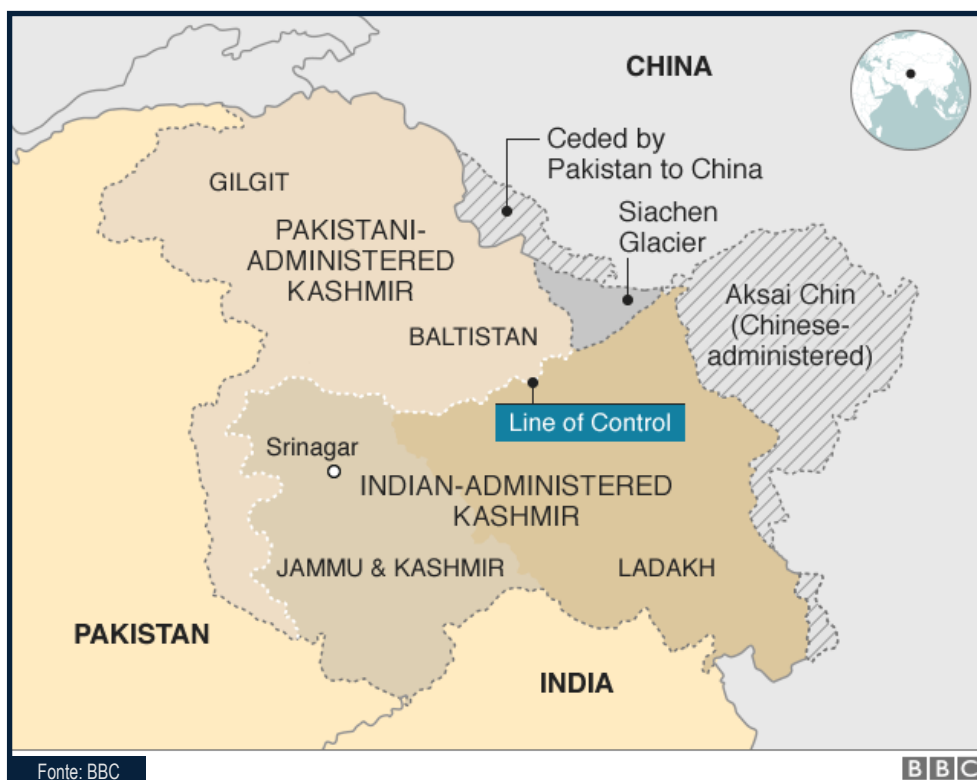 CHINA
Ceded by
Pakistan to China
GILGIT
Siachen
Glacier
PAKISTANI-
ADMINISTERED
KASHMIR
Aksai Chin
(Chinese-
administered)
BALTISTAN
Line of Control
Srinagar
INDIAN-ADMINISTERED
KASHMIR
JAMMU & KASHMIR
LADAKH
PAKISTAN
INDIA
Fonte: BBC
BBC